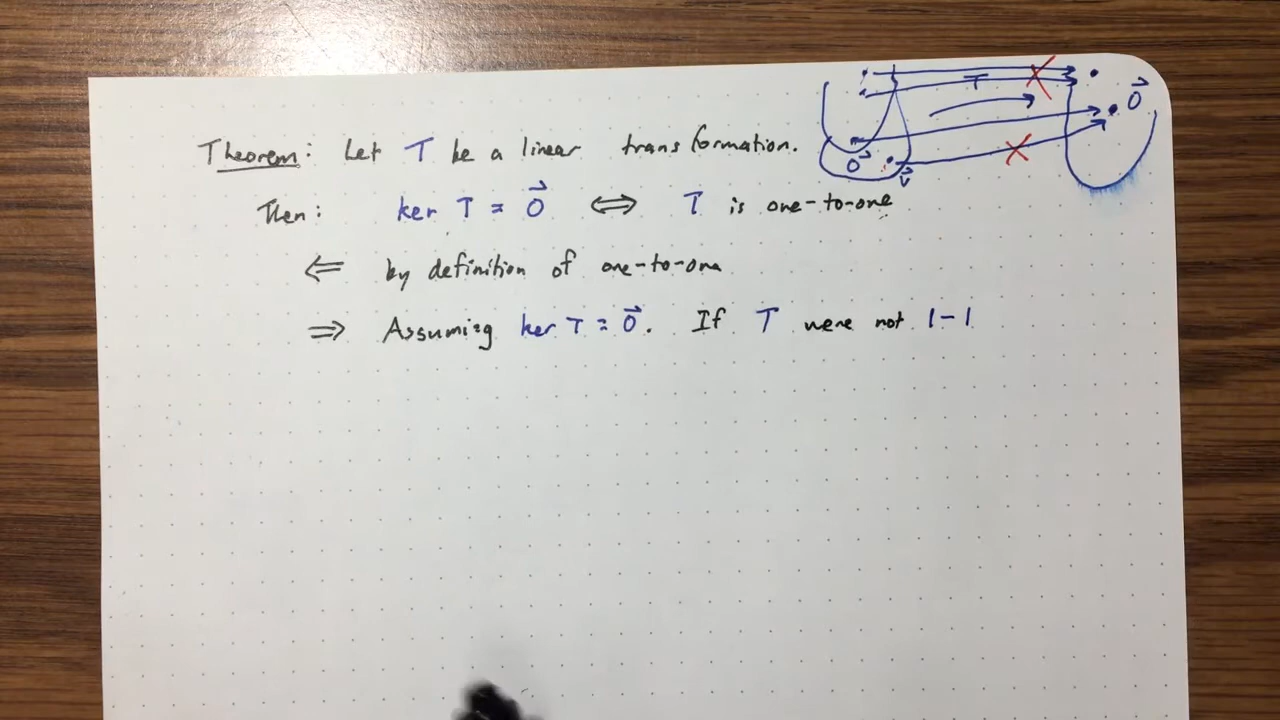 Theorem: Let T be a linear transformation.
Then: ker T = 0⃗ ⟺ T is one-to-one
⟸ by definition of one-to-one
⟹ Assuming ker T = 0⃗. If T were not 1-1
T
0⃗
0⃗
v⃗